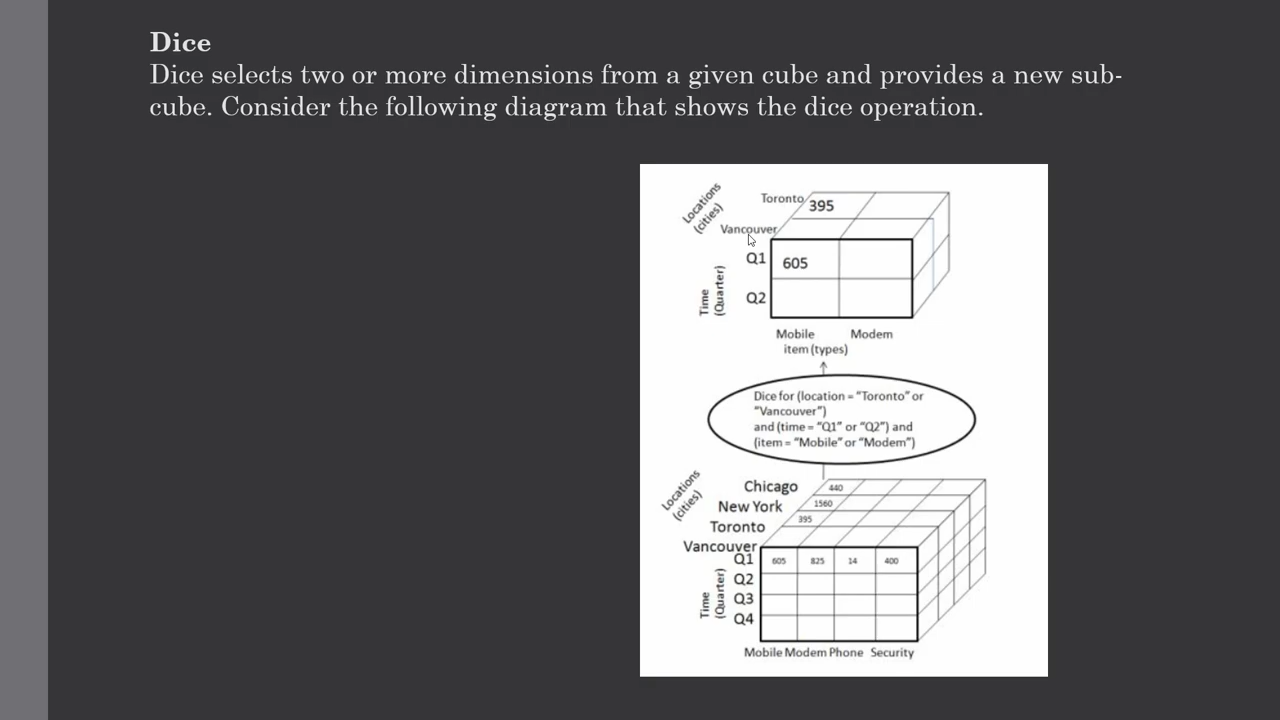 Dice
Dice selects two or more dimensions from a given cube and provides a new sub-
cube. Consider the following diagram that shows the dice operation.
Locations
(cities)
Toronto
395
Vancouver
Q1
605
Q2
Time
(Quarter)
Mobile Modem
item (types)
Dice for (location = "Toronto" or
"Vancouver")
and (time = "Q1" or "Q2") and
(item = "Mobile" or "Modem")
Locations
(cities)
Chicago 440
New York 1560
Toronto 395
Vancouver
Q1 605 825 14 400
Q2
Q3
Q4
Time
(Quarter)
Mobile Modem Phone Security